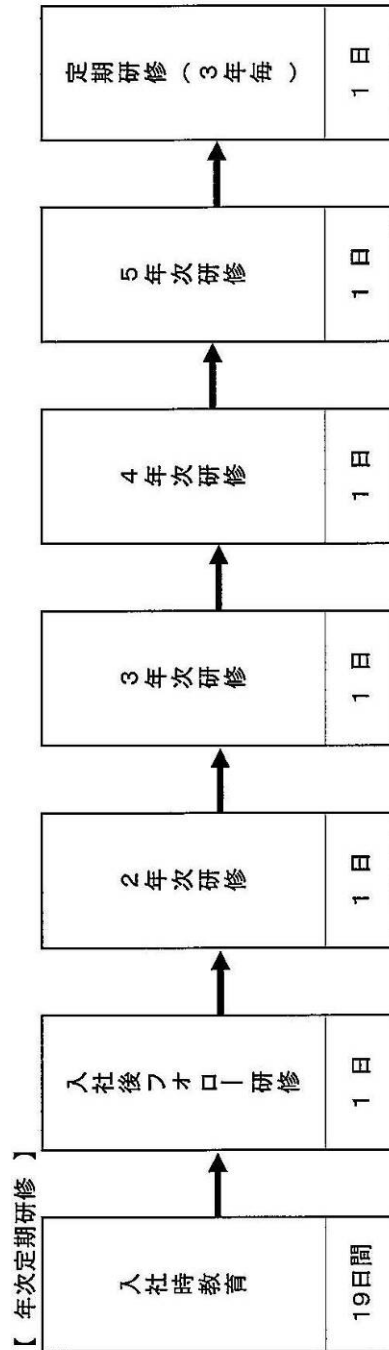 【 年次定期研修 】
入社時教育
19日間
入社後フォロー研修
1 日
2年次研修
1 日
3年次研修
1 日
4年次研修
1 日
5年次研修
1 日
定期研修（3年毎）
1 日